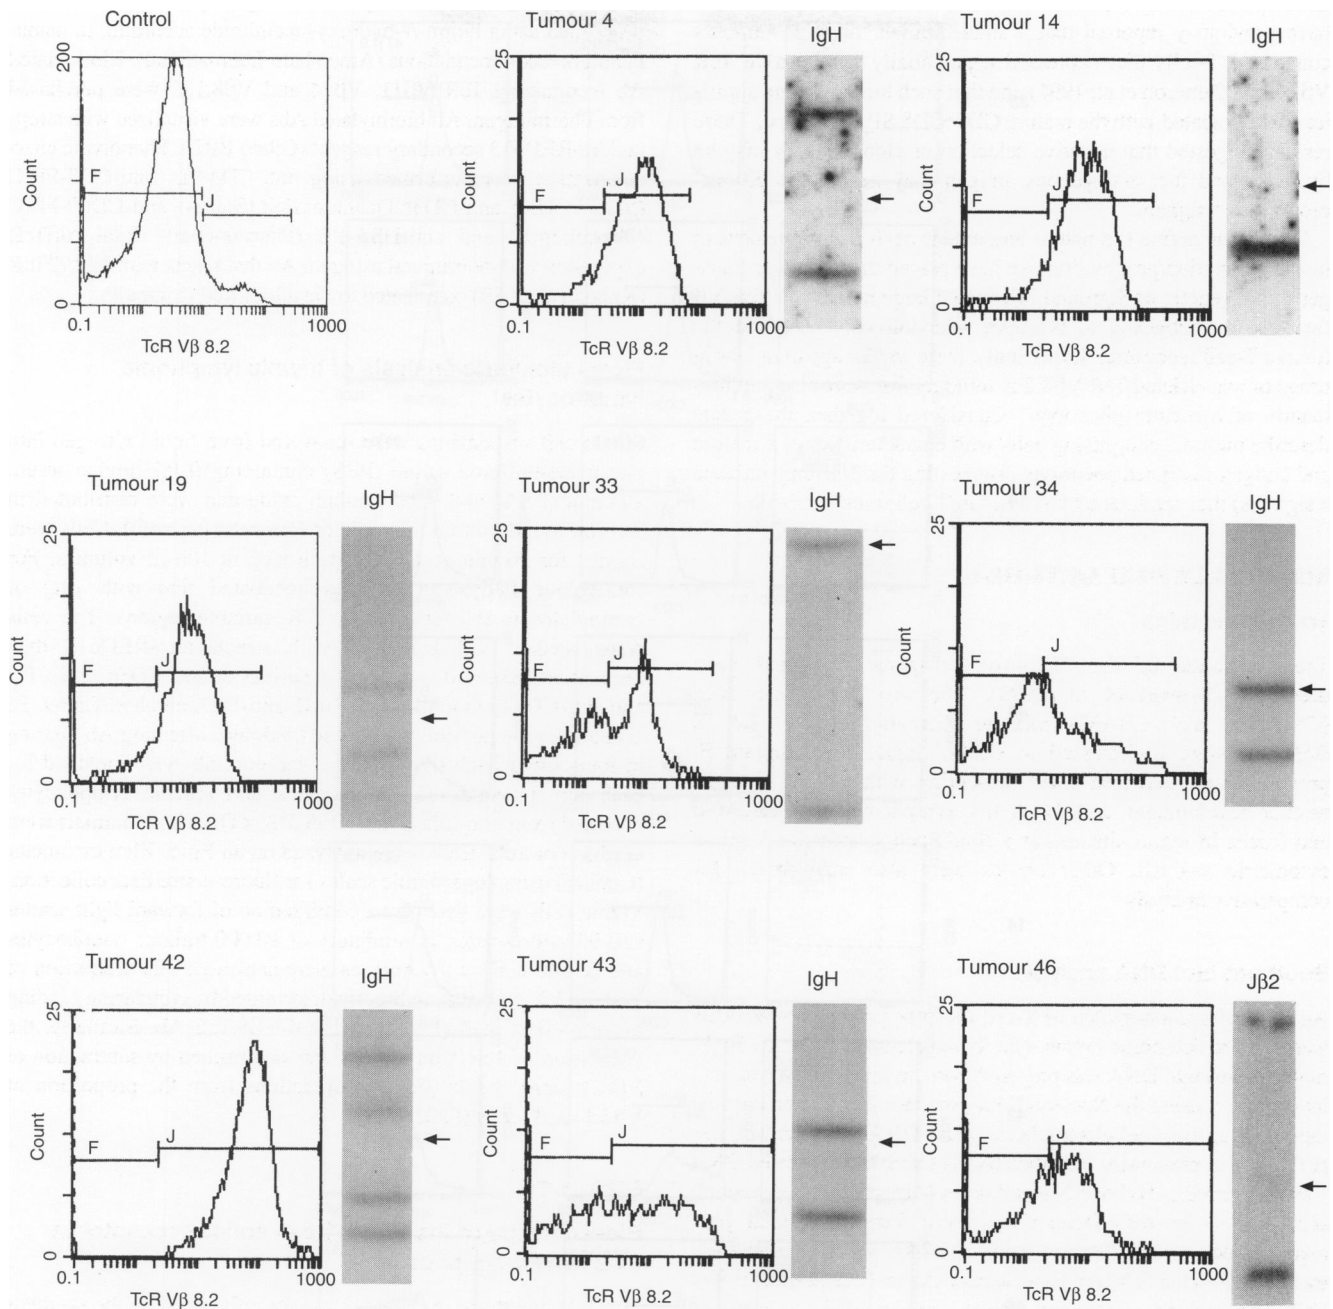 Control
200
Count
0
F
J
0.1
1000
TcR Vβ 8.2
Tumour 4
25
Count
0
F
J
0.1
1000
TcR Vβ 8.2
IgH
Tumour 14
25
Count
0
F
J
0.1
1000
TcR Vβ 8.2
IgH
Tumour 19
25
Count
0
F
J
0.1
1000
TcR Vβ 8.2
IgH
Tumour 33
25
Count
0
F
J
0.1
1000
TcR Vβ 8.2
IgH
Tumour 34
25
Count
0
F
J
0.1
1000
TcR Vβ 8.2
IgH
Tumour 42
25
Count
0
F
J
0.1
1000
TcR Vβ 8.2
IgH
Tumour 43
25
Count
0
F
J
0.1
1000
TcR Vβ 8.2
IgH
Tumour 46
25
Count
0
F
J
0.1
1000
TcR Vβ 8.2
Jβ2